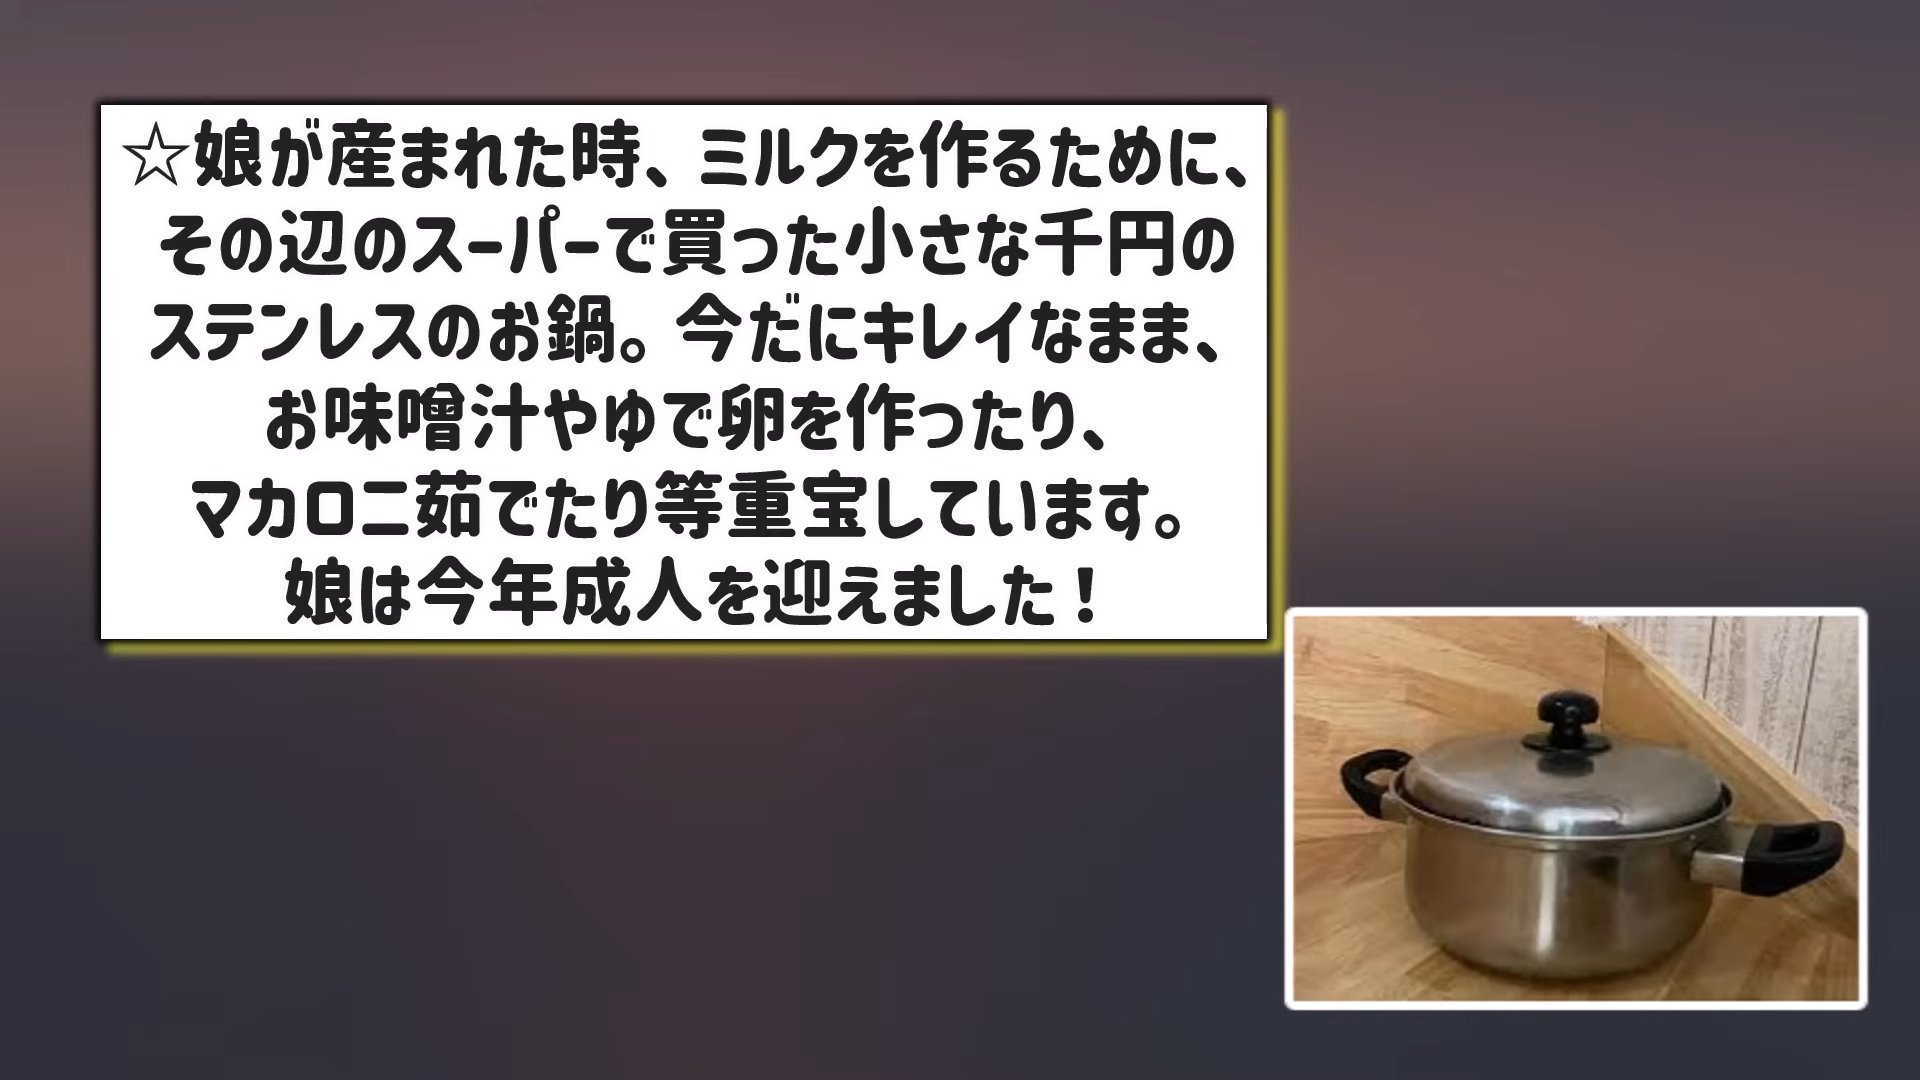 ☆娘が産まれた時、ミルクを作るために、
その辺のスーパーで買った小さな千円の
ステンレスのお鍋。今だにキレイなまま、
お味噌汁やゆで卵を作ったり、
マカロニ茹でたり等重宝しています。
娘は今年成人を迎えました！